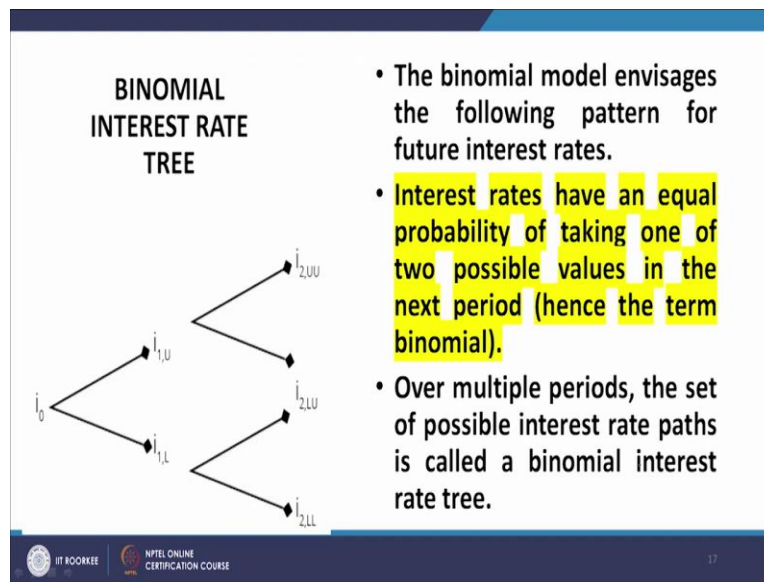 BINOMIAL
INTEREST RATE
TREE
i0
i1,U
i1,L
i2,UU
i2,LU
i2,LL
• The binomial model envisages
the following pattern for
future interest rates.
• Interest rates have an equal
probability of taking one of
two possible values in the
next period (hence the term
binomial).
• Over multiple periods, the set
of possible interest rate paths
is called a binomial interest
rate tree.
IIT ROORKEE
NPTEL ONLINE
CERTIFICATION COURSE
17